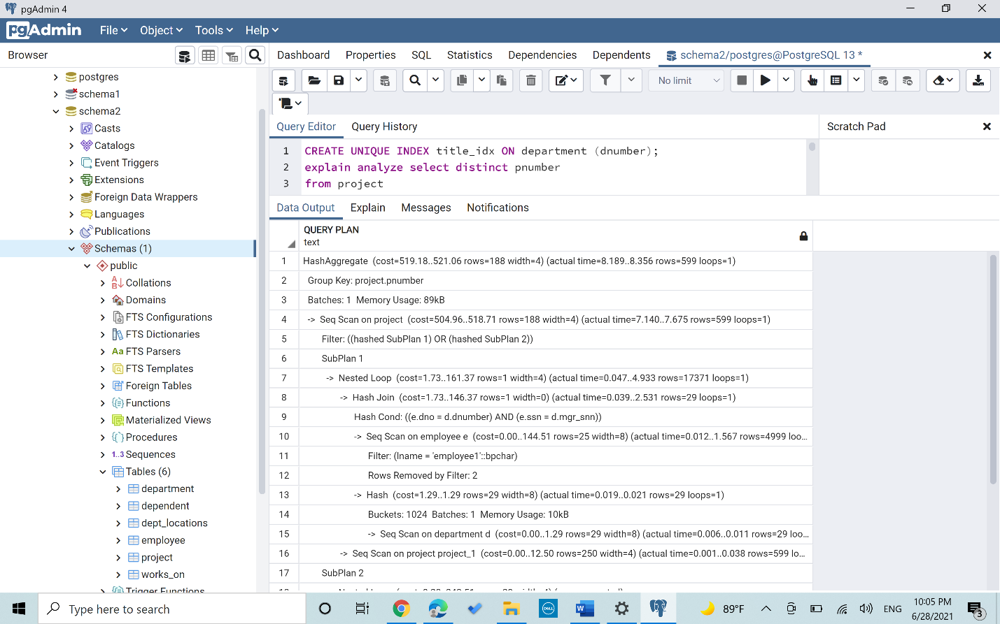 pgAdmin 4
pgAdmin File Object Tools Help
Browser
Dashboard Properties SQL Statistics Dependencies Dependents schema2/postgres@PostgreSQL 13 *
No limit
postgres
schema1
schema2
Casts
Catalogs
Event Triggers
Extensions
Foreign Data Wrappers
Languages
Publications
Schemas (1)
public
Collations
Domains
FTS Configurations
FTS Dictionaries
Aa FTS Parsers
FTS Templates
Foreign Tables
Functions
Materialized Views
Procedures
1..3 Sequences
Tables (6)
department
dependent
dept_locations
employee
project
works_on
Trigger Functions
Query Editor Query History
Scratch Pad
1 CREATE UNIQUE INDEX title_idx ON department (dnumber);
2 explain analyze select distinct pnumber
3 from project
Data Output Explain Messages Notifications
QUERY PLAN
text
1 HashAggregate (cost=519.18..521.06 rows=188 width=4) (actual time=8.189..8.356 rows=599 loops=1)
2 Group Key: project.pnumber
3 Batches: 1 Memory Usage: 89kB
4 -> Seq Scan on project (cost=504.96..518.71 rows=188 width=4) (actual time=7.140..7.675 rows=599 loops=1)
5 Filter: ((hashed SubPlan 1) OR (hashed SubPlan 2))
6 SubPlan 1
7 -> Nested Loop (cost=1.73..161.37 rows=1 width=4) (actual time=0.047..4.933 rows=17371 loops=1)
8 -> Hash Join (cost=1.73..146.37 rows=1 width=0) (actual time=0.039..2.531 rows=29 loops=1)
9 Hash Cond: ((e.dno = d.dnumber) AND (e.ssn = d.mgr_snn))
10 -> Seq Scan on employee e (cost=0.00..144.51 rows=25 width=8) (actual time=0.012..1.567 rows=4999 loo...
11 Filter: (lname = 'employee1'::bpchar)
12 Rows Removed by Filter: 2
13 -> Hash (cost=1.29..1.29 rows=29 width=8) (actual time=0.019..0.021 rows=29 loops=1)
14 Buckets: 1024 Batches: 1 Memory Usage: 10kB
15 -> Seq Scan on department d (cost=0.00..1.29 rows=29 width=8) (actual time=0.006..0.011 rows=29 loo...
16 -> Seq Scan on project project_1 (cost=0.00..12.50 rows=250 width=4) (actual time=0.001..0.038 rows=599 lo...
17 SubPlan 2
Type here to search
DELL
W
89°F
ENG
10:05 PM
6/28/2021
3